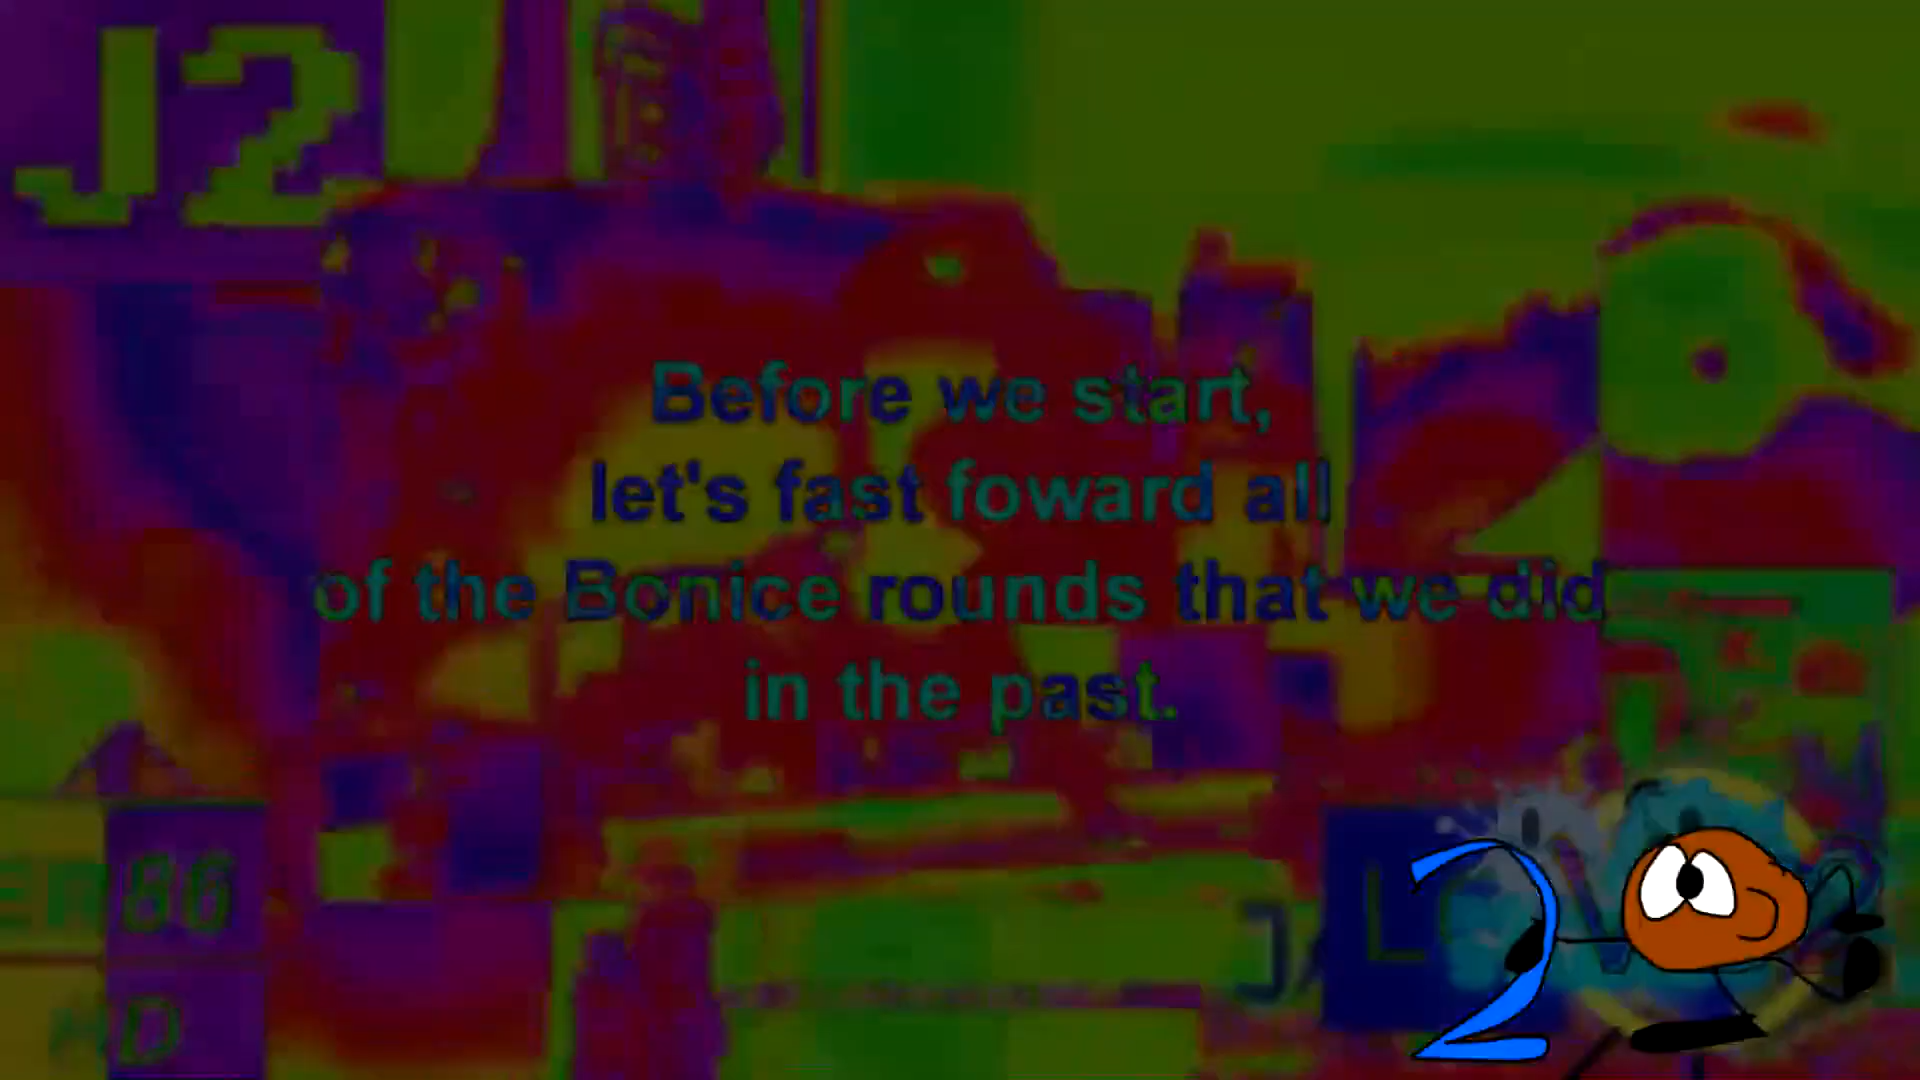 J2
Before we start,
let's fast foward all
of the Bonice rounds that we did
in the past.
86
HD
2